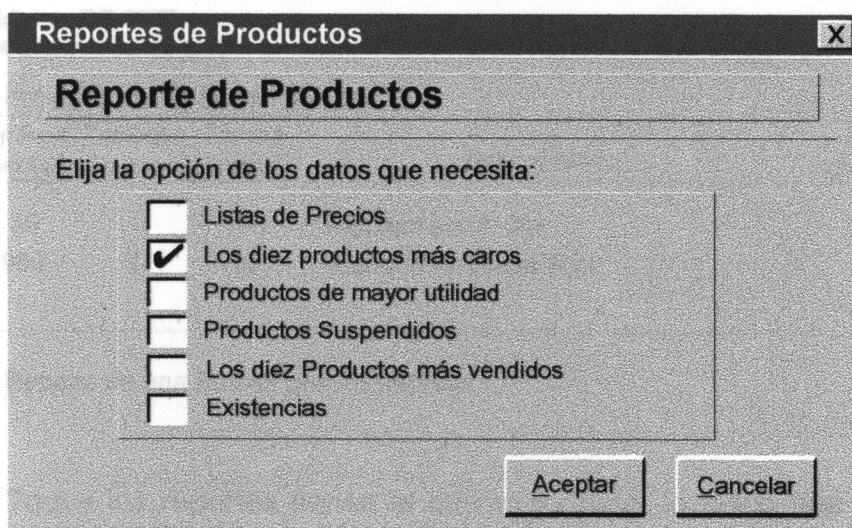 Reportes de Productos X
Reporte de Productos
Elija la opción de los datos que necesita:
Listas de Precios
Los diez productos más caros
Productos de mayor utilidad
Productos Suspendidos
Los diez Productos más vendidos
Existencias
Aceptar Cancelar